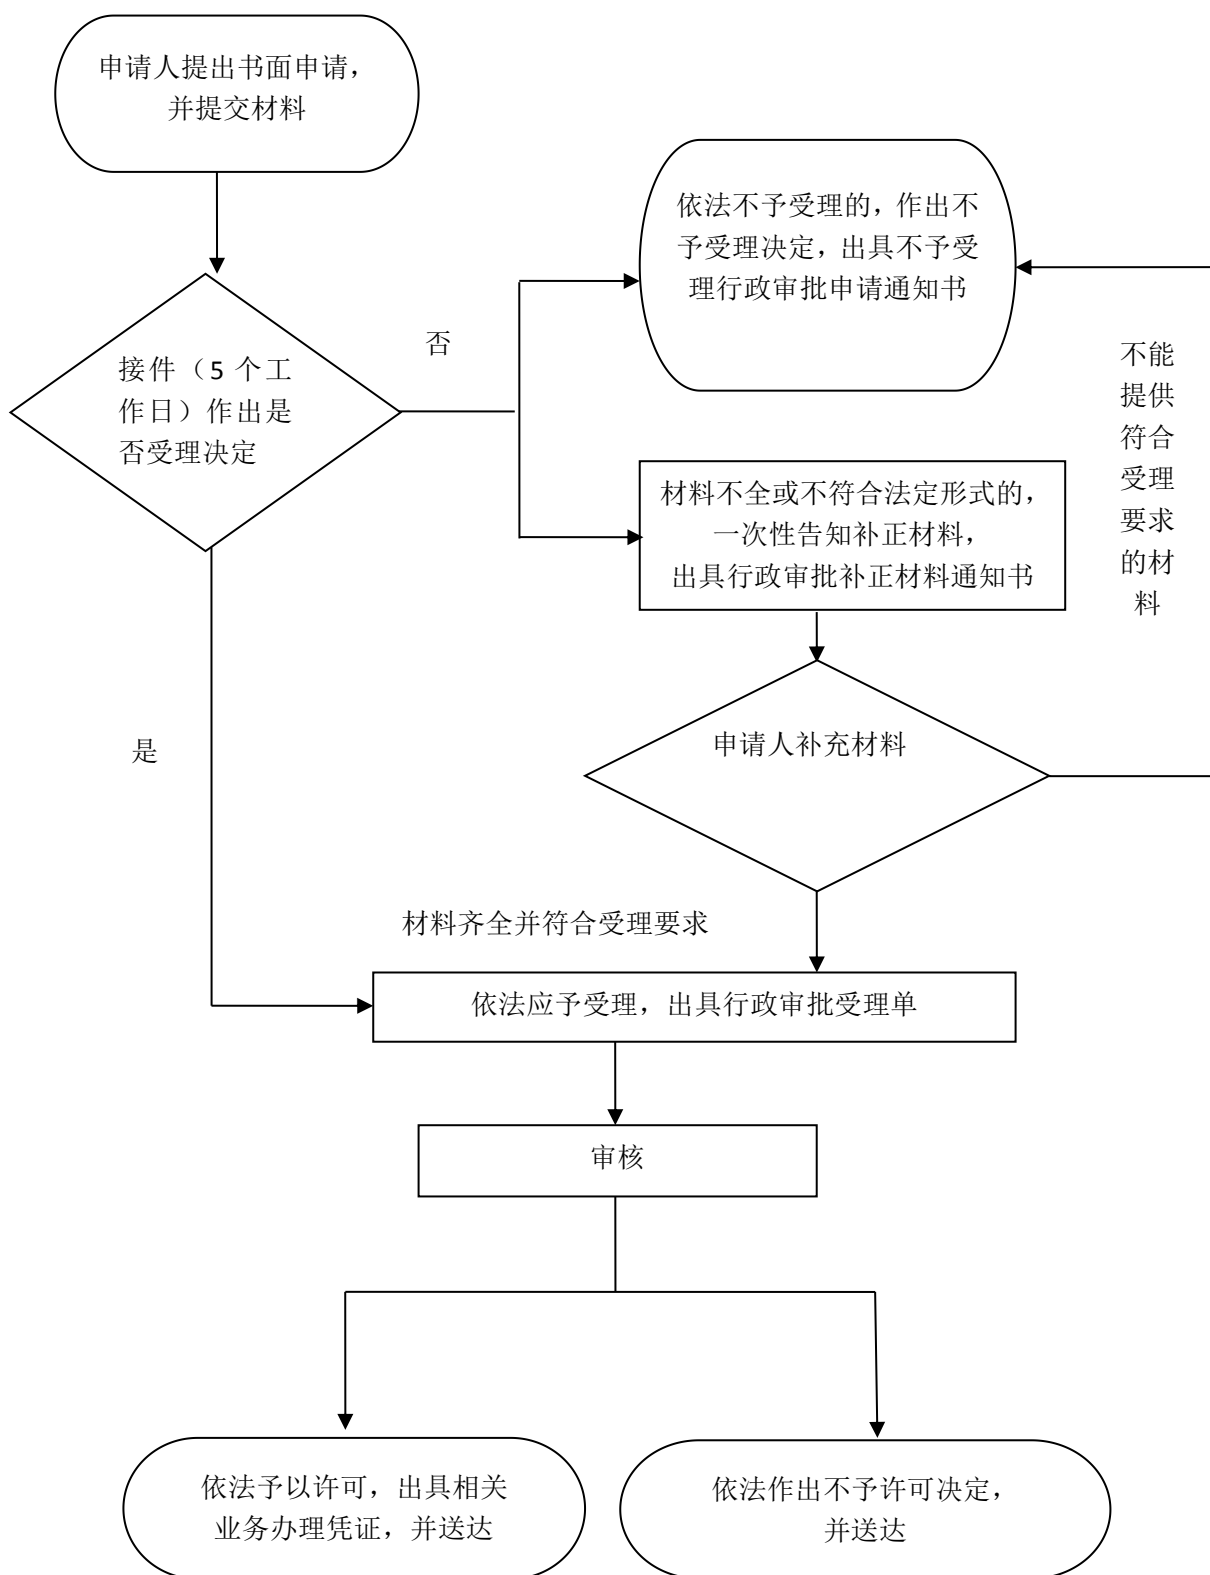 申请人提出书面申请，
并提交材料
依法不予受理的，作出不
予受理决定，出具不予受
理行政审批申请通知书
否
接件（5 个工
作日）作出是
否受理决定
不能
提供
符合
受理
要求
的材
料
材料不全或不符合法定形式的，
一次性告知补正材料，
出具行政审批补正材料通知书
是
申请人补充材料
材料齐全并符合受理要求
依法应予受理，出具行政审批受理单
审核
依法予以许可，出具相关
业务办理凭证，并送达
依法作出不予许可决定，
并送达